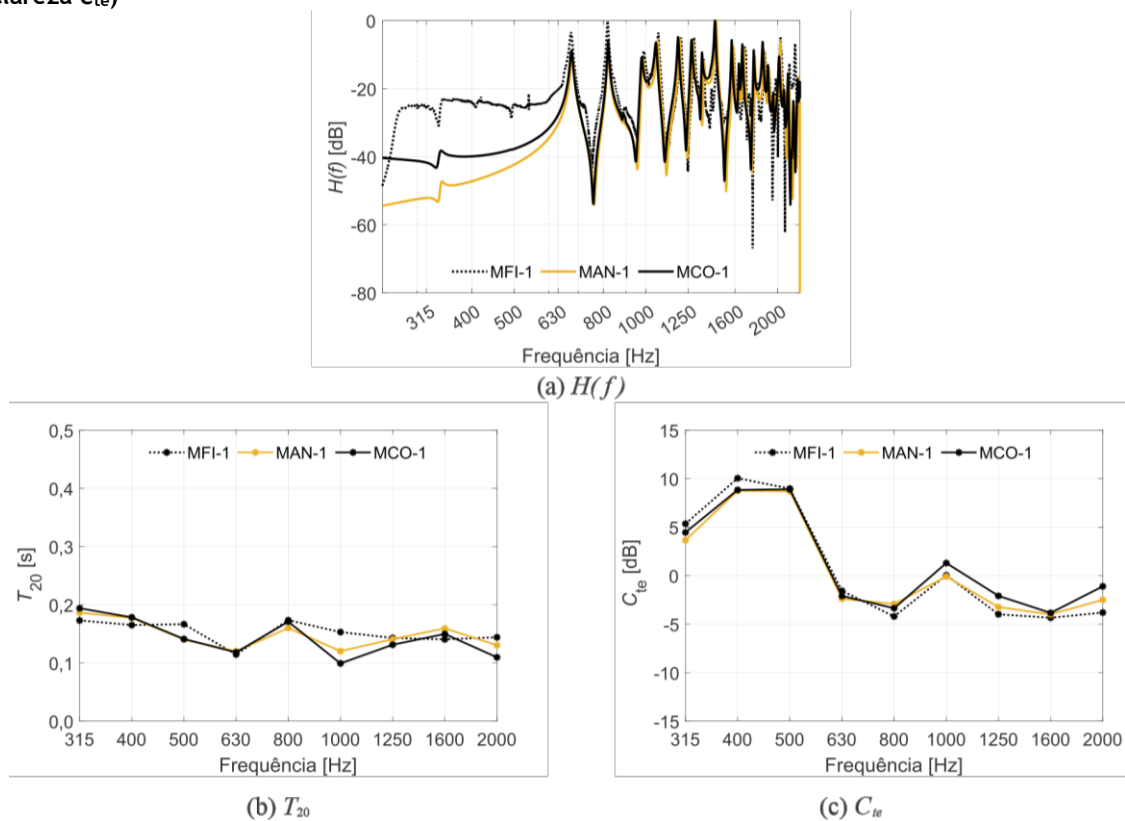 0
-20
-40
-60
-80
H(f) [dB]
MFI-1 MAN-1 MCO-1
315 400 500 630 800 1000 1250 1600 2000
Frequência [Hz]
(a) H(f)
0,5
0,4
0,3
0,2
0,1
0,0
T20 [s]
MFI-1 MAN-1 MCO-1
315 400 500 630 800 1000 1250 1600 2000
Frequência [Hz]
(b) T20
15
10
5
0
-5
-10
-15
Cte [dB]
MFI-1 MAN-1 MCO-1
315 400 500 630 800 1000 1250 1600 2000
Frequência [Hz]
(c) Cte